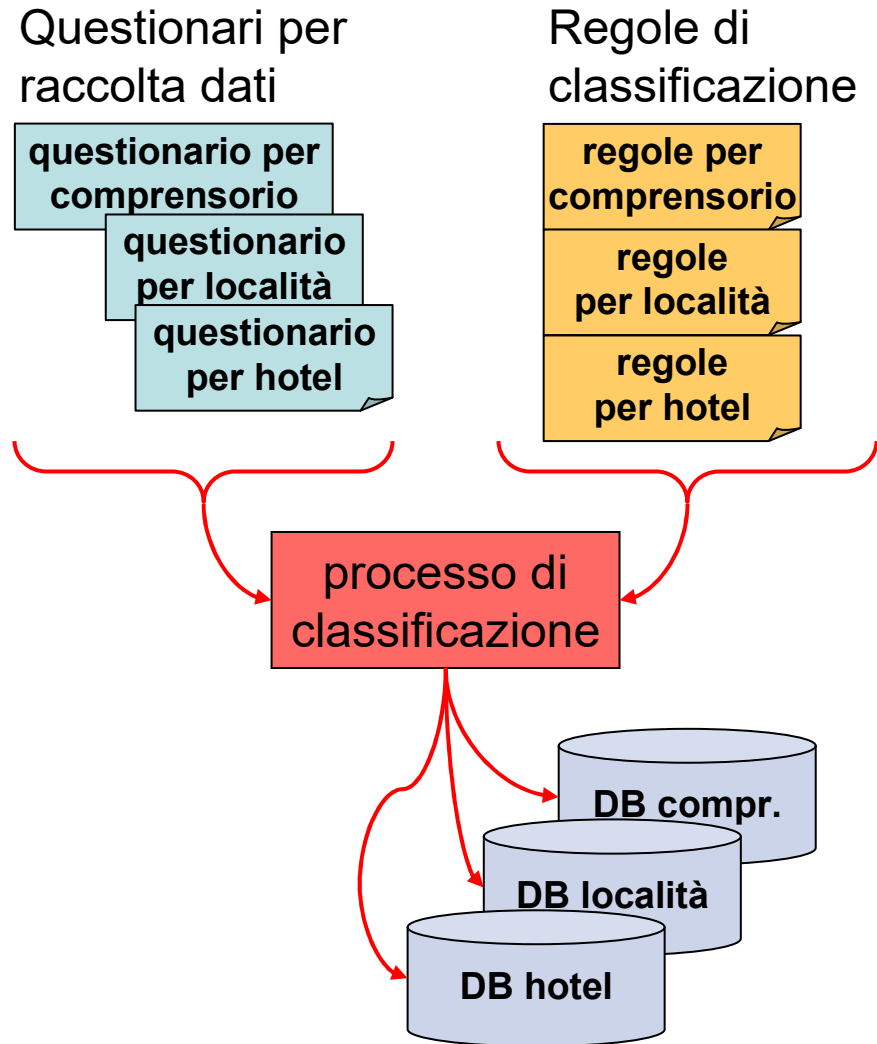 Questionari per
raccolta dati
questionario per
comprensorio
questionario
per località
questionario
per hotel
Regole di
classificazione
regole per
comprensorio
regole
per località
regole
per hotel
processo di
classificazione
DB compr.
DB località
DB hotel